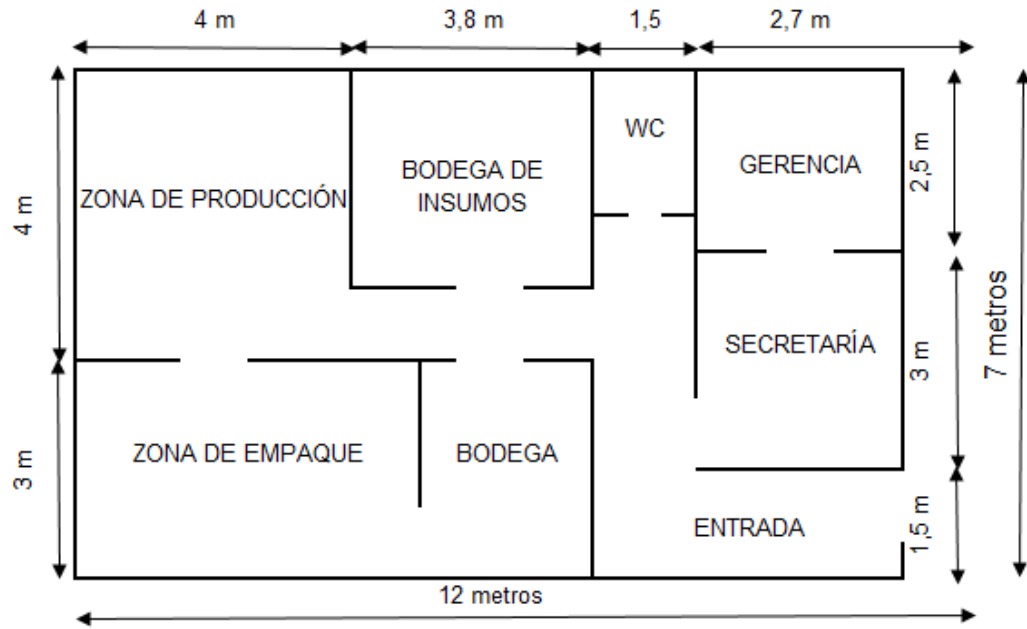 4 m
3,8 m
1,5
2,7 m
WC
BODEGA DE
INSUMOS
GERENCIA
2,5 m
ZONA DE PRODUCCIÓN
4 m
7 metros
SECRETARÍA
3 m
ZONA DE EMPAQUE
BODEGA
3 m
ENTRADA
1,5 m
12 metros